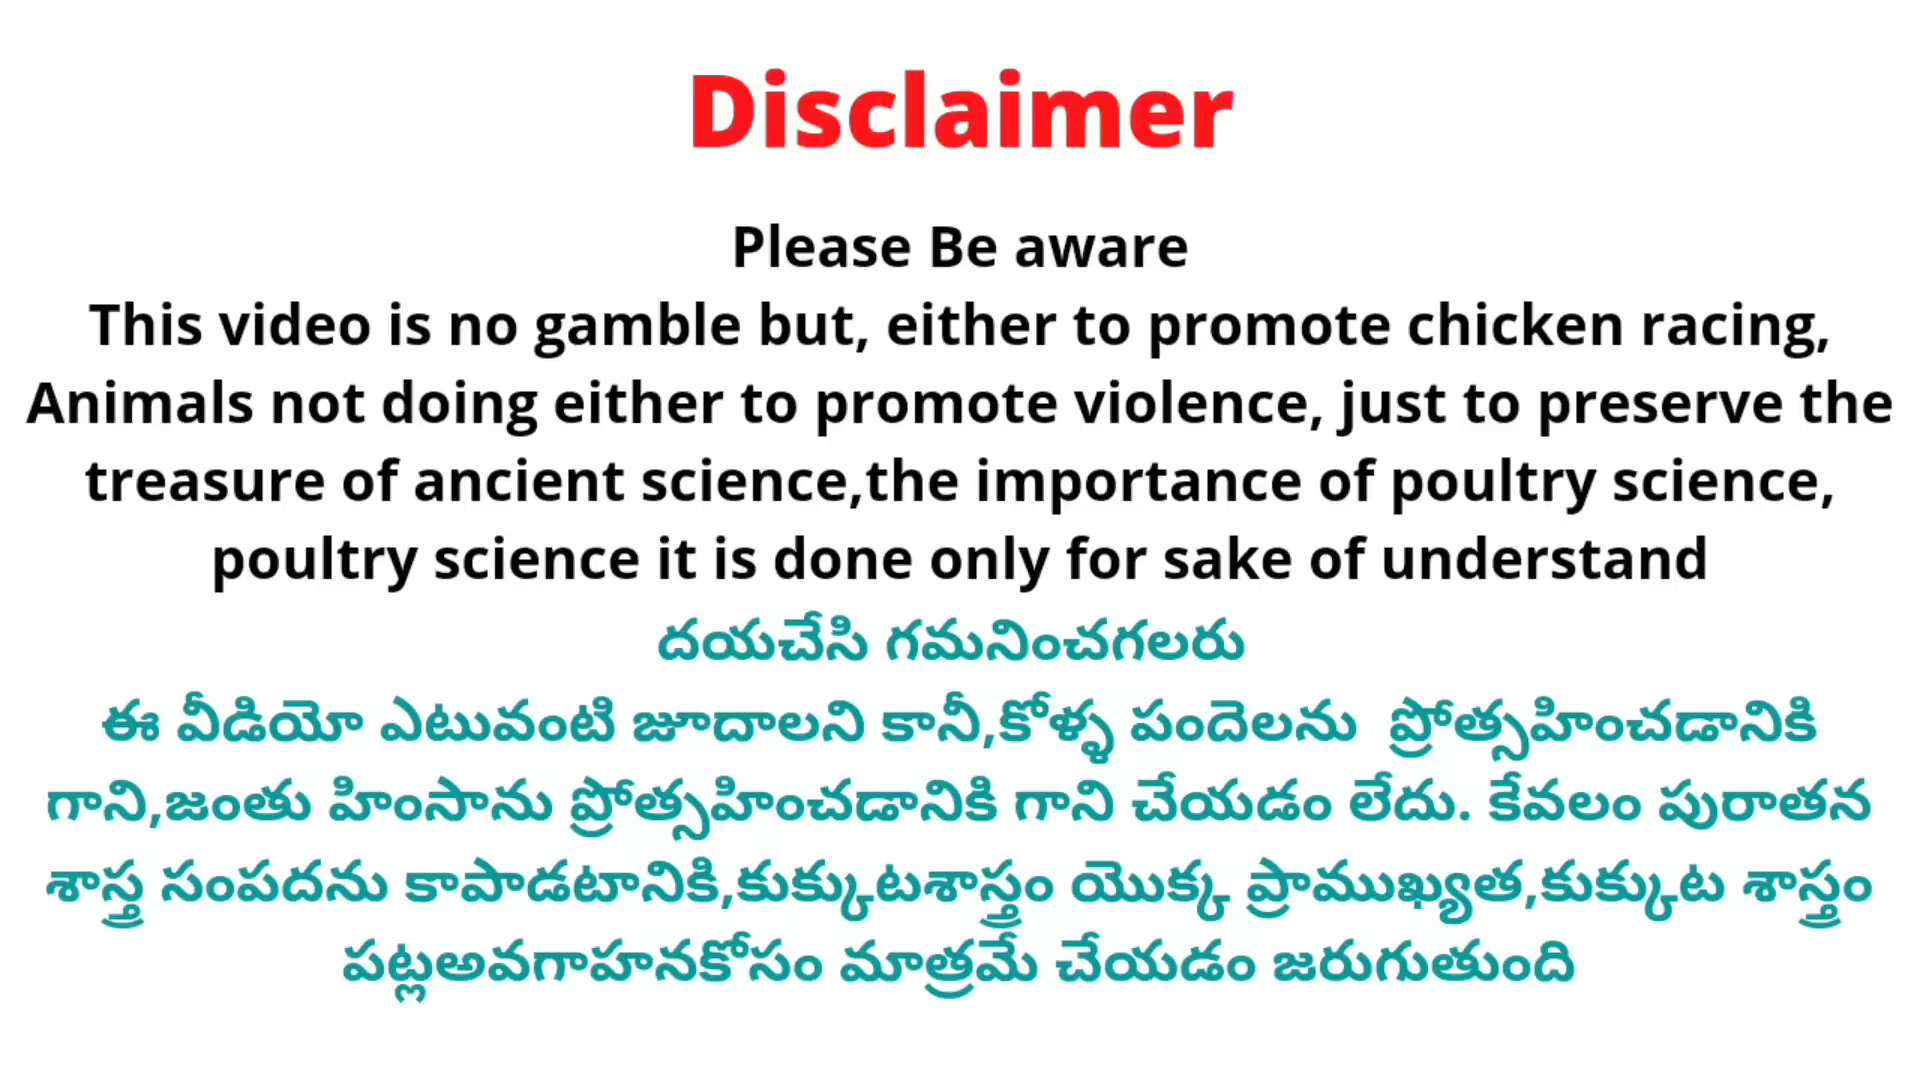 Disclaimer
Please Be aware
This video is no gamble but, either to promote chicken racing,
Animals not doing either to promote violence, just to preserve the
treasure of ancient science,the importance of poultry science,
poultry science it is done only for sake of understand
దయచేసి గమనించగలరు
ఈ వీడియో ఎటువంటి జూదాలని కానీ,కోళ్ళ పందెలను ప్రోత్సహించడానికి
గాని,జంతు హింసాను ప్రోత్సహించడానికి గాని చేయడం లేదు. కేవలం పురాతన
శాస్త్ర సంపదను కాపాడటానికి,కుక్కుటశాస్త్రం యొక్క ప్రాముఖ్యత,కుక్కుట శాస్త్రం
పట్లఅవగాహనకోసం మాత్రమే చేయడం జరుగుతుంది